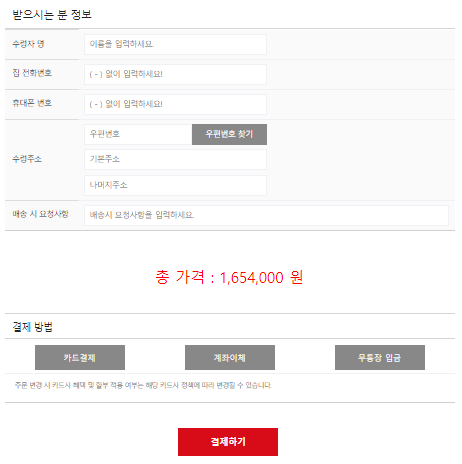 받으시는 분 정보
수령자 명
이름을 입력하세요.
집 전화번호
( - ) 없이 입력하세요!
휴대폰 번호
( - ) 없이 입력하세요!
수령주소
우편번호
우편번호 찾기
기본주소
나머지주소
배송 시 요청사항
배송시 요청사항을 입력하세요.
총 가격 : 1,654,000 원
결제 방법
카드결제
계좌이체
무통장 입금
주문 변경 시 카드사 혜택 및 할부 적용 여부는 해당 카드사 정책에 따라 변경될 수 있습니다.
결제하기